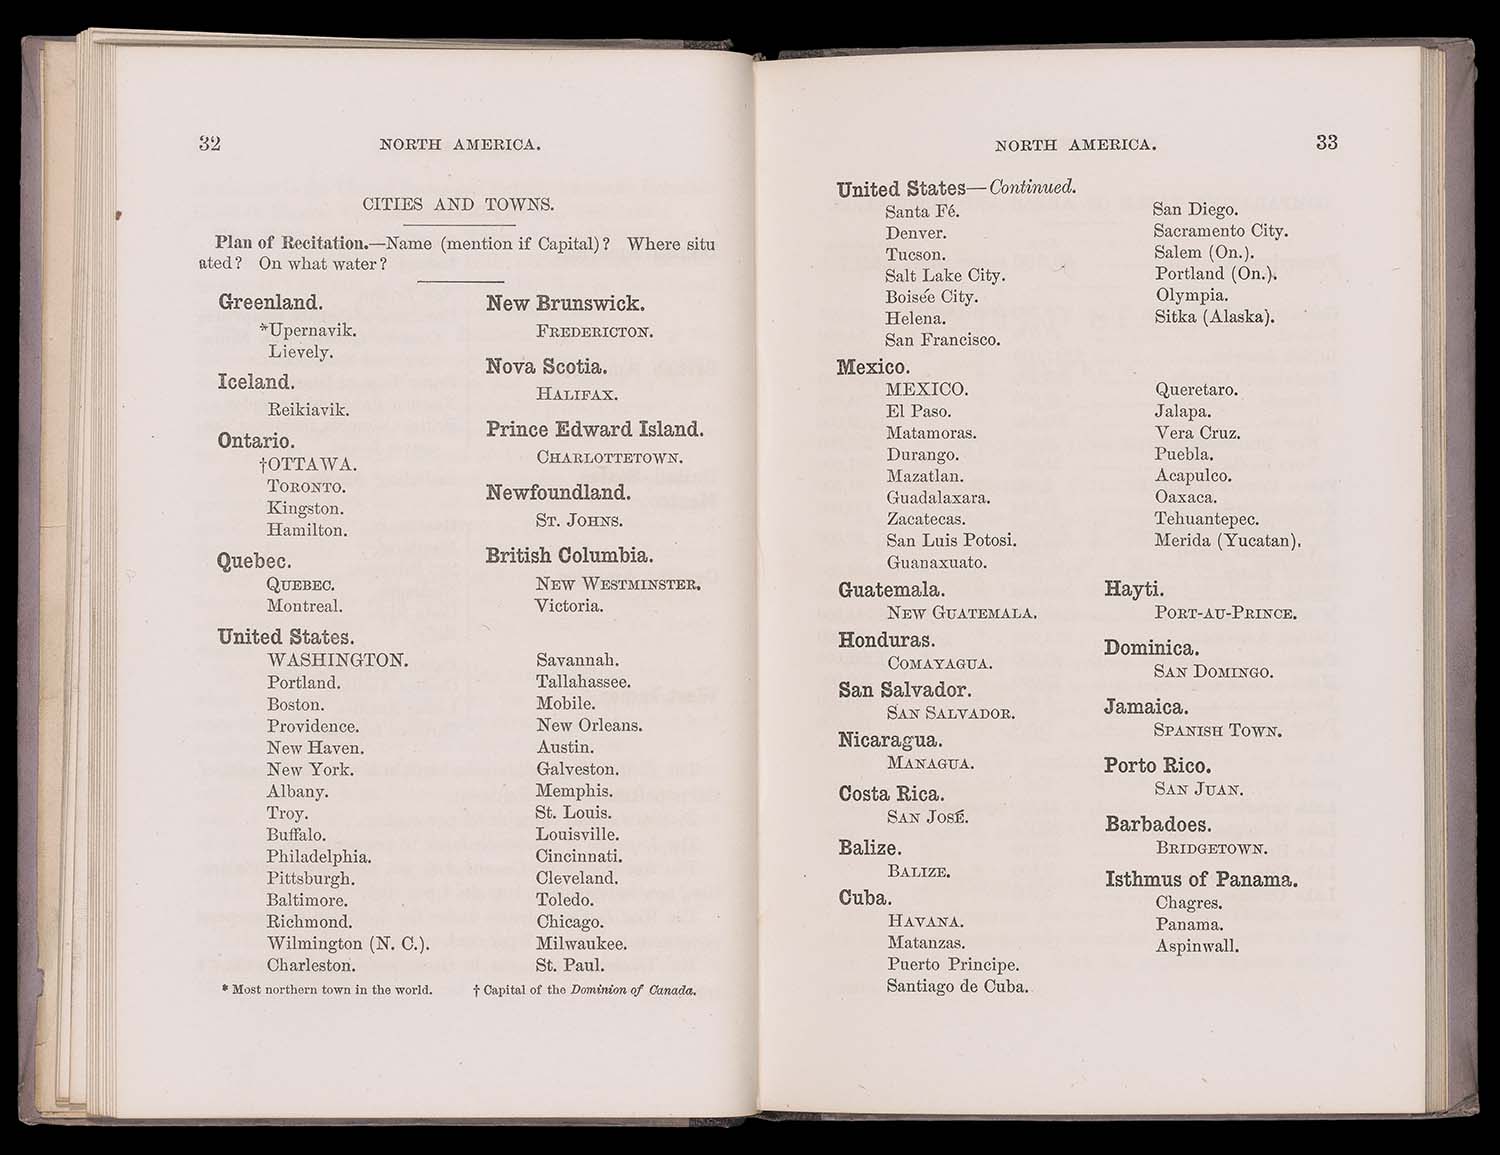 32
NORTH AMERICA.
CITIES AND TOWNS.
Plan of Recitation.—Name (mention if Capital)? Where situ
ated? On what water?
Greenland.
*Upernavik.
Lievely.
Iceland.
Reikiavik.
Ontario.
†OTTAWA.
TORONTO.
Kingston.
Hamilton.
Quebec.
QUEBEC.
Montreal.
New Brunswick.
FREDERICTON.
Nova Scotia.
HALIFAX.
Prince Edward Island.
CHARLOTTETOWN.
Newfoundland.
ST. JOHNS.
British Columbia.
NEW WESTMINSTER.
Victoria.
United States.
WASHINGTON.
Portland.
Boston.
Providence.
New Haven.
New York.
Albany.
Troy.
Buffalo.
Philadelphia.
Pittsburgh.
Baltimore.
Richmond.
Wilmington (N. C.).
Charleston.
Savannah.
Tallahassee.
Mobile.
New Orleans.
Austin.
Galveston.
Memphis.
St. Louis.
Louisville.
Cincinnati.
Cleveland.
Toledo.
Chicago.
Milwaukee.
St. Paul.
* Most northern town in the world.
† Capital of the Dominion of Canada.
NORTH AMERICA.
33
United States—Continued.
Santa Fé.
Denver.
Tucson.
Salt Lake City.
Boisée City.
Helena.
San Francisco.
San Diego.
Sacramento City.
Salem (On.).
Portland (On.).
Olympia.
Sitka (Alaska).
Mexico.
MEXICO.
El Paso.
Matamoras.
Durango.
Mazatlan.
Guadalaxara.
Zacatecas.
San Luis Potosi.
Guanaxuato.
Queretaro.
Jalapa.
Vera Cruz.
Puebla.
Acapulco.
Oaxaca.
Tehuantepec.
Merida (Yucatan).
Guatemala.
NEW GUATEMALA.
Honduras.
COMAYAGUA.
San Salvador.
SAN SALVADOR.
Nicaragua.
MANAGUA.
Costa Rica.
SAN JOSÉ.
Balize.
BALIZE.
Cuba.
HAVANA.
Matanzas.
Puerto Principe.
Santiago de Cuba.
Hayti.
PORT-AU-PRINCE.
Dominica.
SAN DOMINGO.
Jamaica.
SPANISH TOWN.
Porto Rico.
SAN JUAN.
Barbadoes.
BRIDGETOWN.
Isthmus of Panama.
Chagres.
Panama.
Aspinwall.